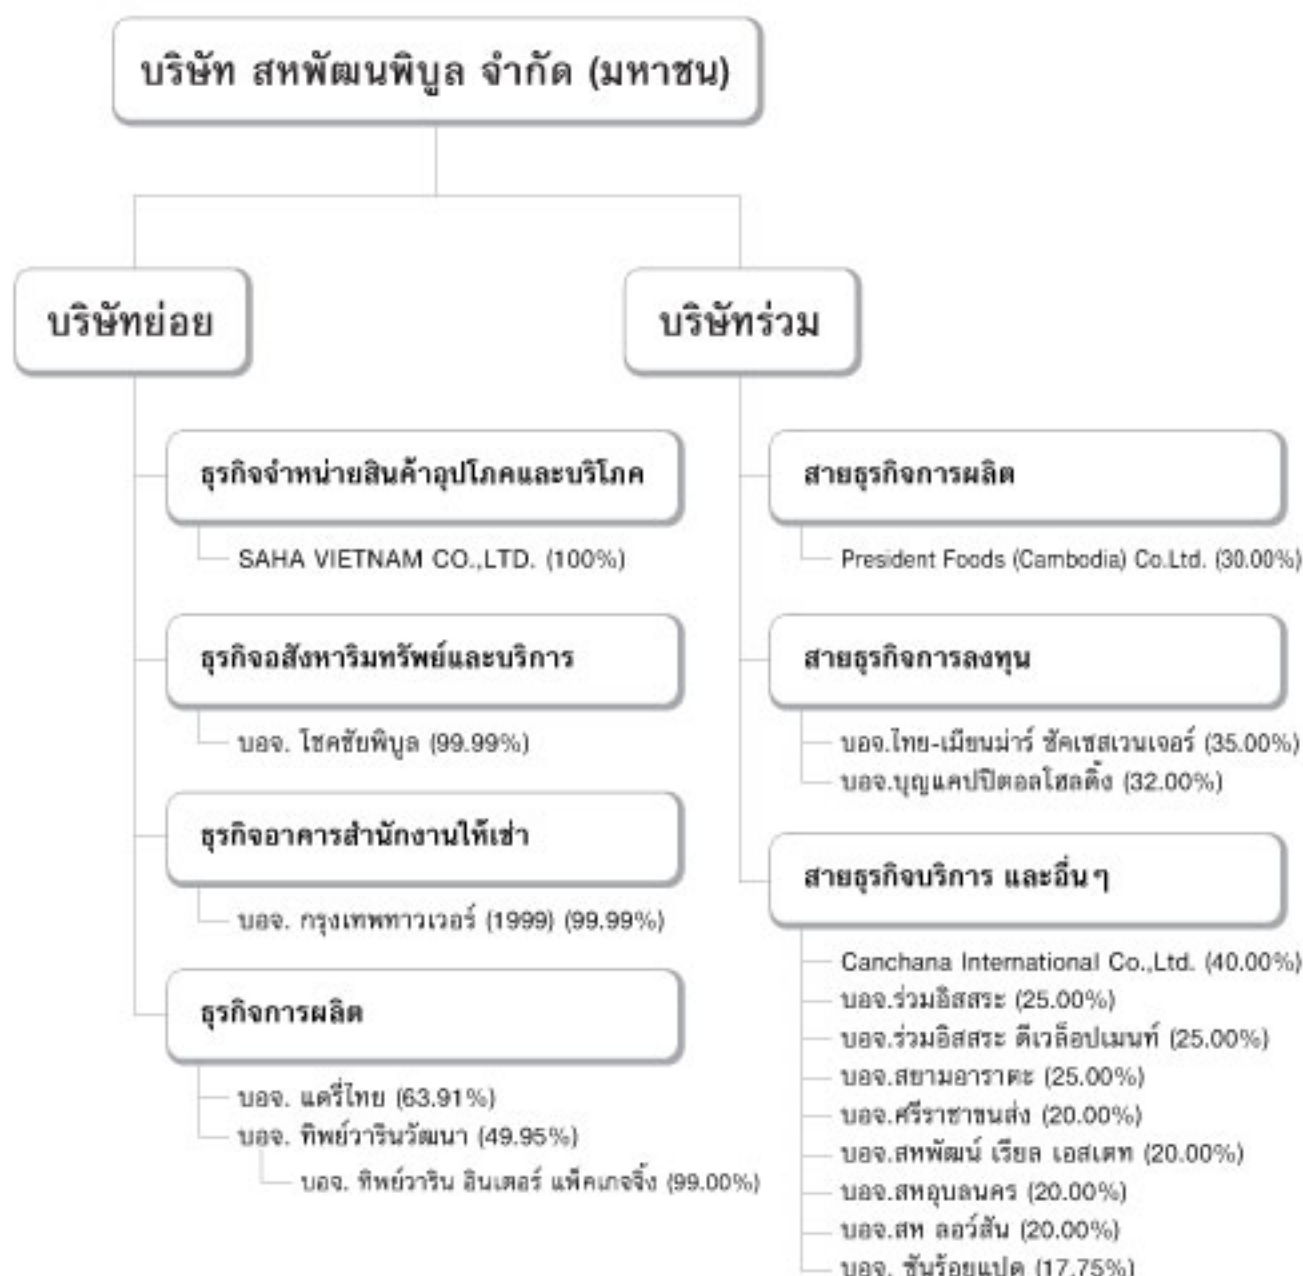 บริษัท สหพัฒนพิบูล จำกัด (มหาชน)
บริษัทย่อย
ธุรกิจจำหน่ายสินค้าอุปโภคและบริโภค
SAHA VIETNAM CO.,LTD. (100%)
ธุรกิจอสังหาริมทรัพย์และบริการ
บอจ. โชคชัยพิบูล (99.99%)
ธุรกิจอาคารสำนักงานให้เช่า
บอจ. กรุงเทพทาวเวอร์ (1999) (99.99%)
ธุรกิจการผลิต
บอจ. แดรี่ไทย (63.91%)
บอจ. ทิพย์วารินวัฒนา (49.95%)
บอจ. ทิพย์วาริน อินเตอร์ แพ็คเกจจิ้ง (99.00%)
บริษัทร่วม
สายธุรกิจการผลิต
President Foods (Cambodia) Co.Ltd. (30.00%)
สายธุรกิจการลงทุน
บอจ.ไทย-เมียนม่าร์ ซัคเซสเวนเจอร์ (35.00%)
บอจ.บุญแคปปิตอลโฮลดิ้ง (32.00%)
สายธุรกิจบริการ และอื่นๆ
Canchana International Co.,Ltd. (40.00%)
บอจ.ร่วมอิสสระ (25.00%)
บอจ.ร่วมอิสสระ ดีเวล็อปเมนท์ (25.00%)
บอจ.สยามอาราตะ (25.00%)
บอจ.ศรีราชาขนส่ง (20.00%)
บอจ.สหพัฒน์ เรียล เอสเตท (20.00%)
บอจ.สหอุบลนคร (20.00%)
บอจ.สห ลอว์สัน (20.00%)
บอจ. ซันร้อยแปด (17.75%)